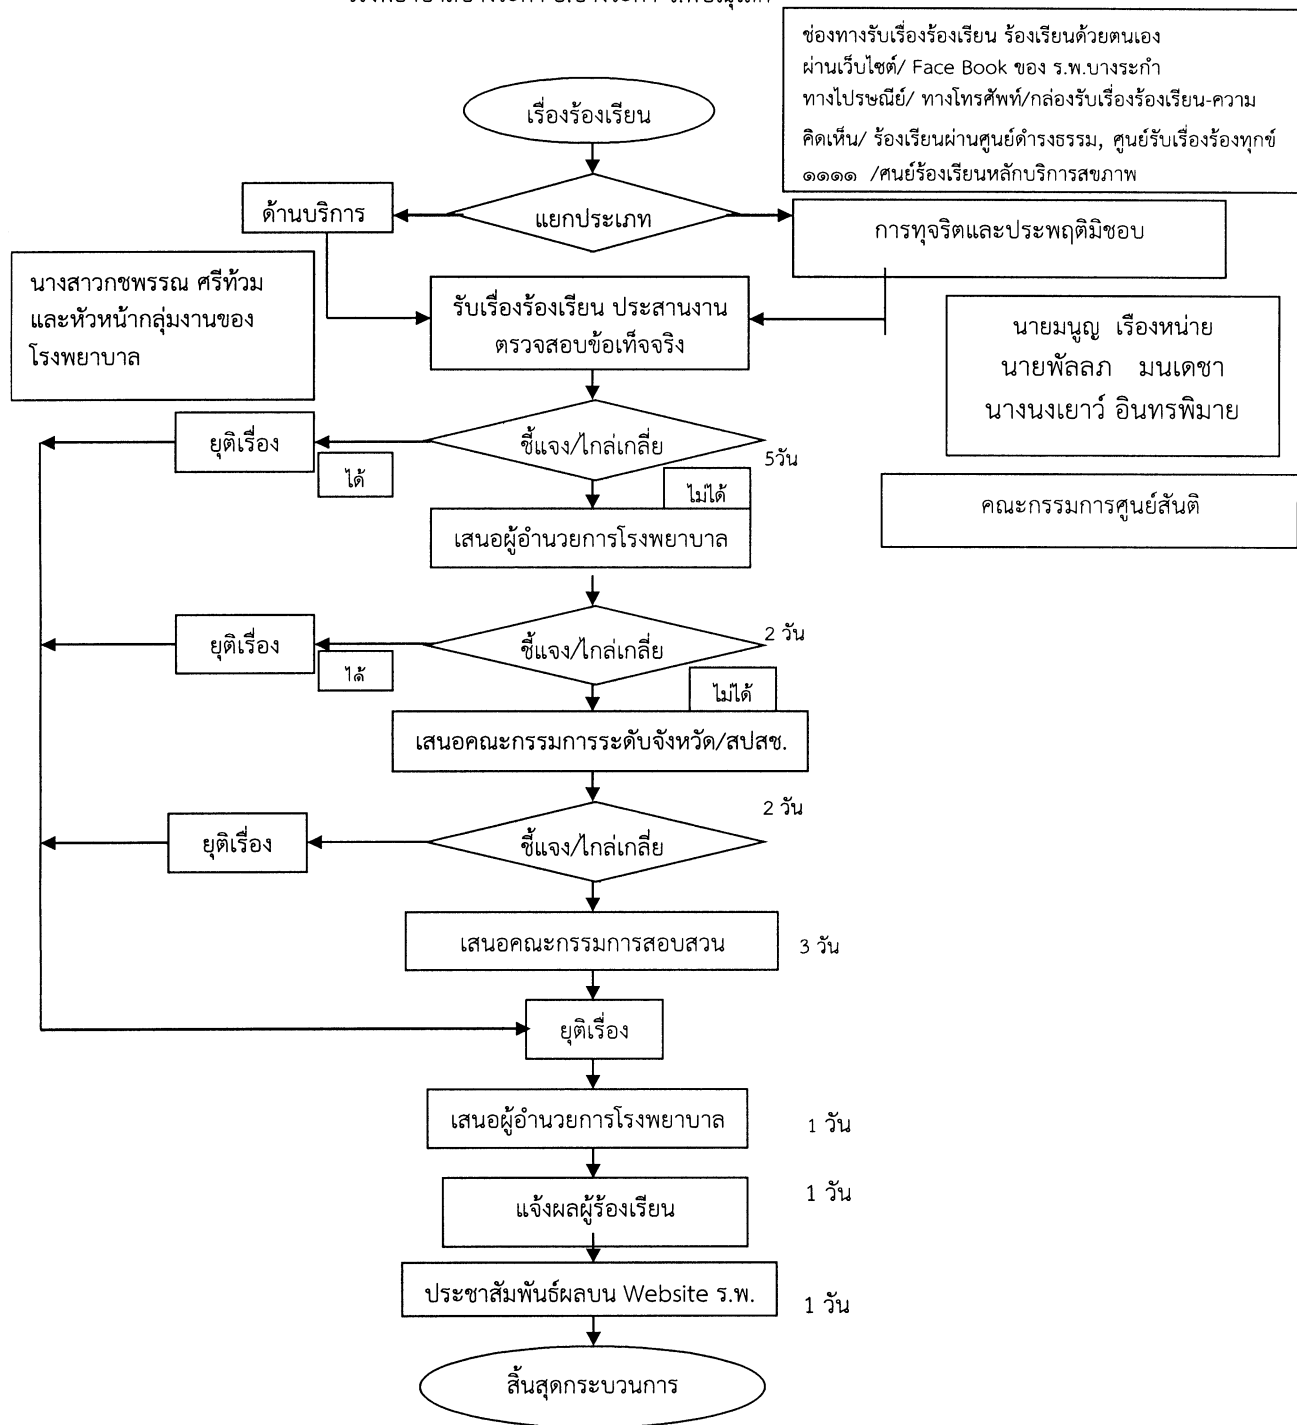 ช่องทางรับเรื่องร้องเรียน ร้องเรียนด้วยตนเอง
ผ่านเว็บไซต์/ Face Book ของ ร.พ.บางระกำ
ทางไปรษณีย์/ ทางโทรศัพท์/กล่องรับเรื่องร้องเรียน-ความ
คิดเห็น/ ร้องเรียนผ่านศูนย์ดำรงธรรม, ศูนย์รับเรื่องร้องทุกข์
๑๑๑๑ /ศูนย์ร้องเรียนหลักบริการสุขภาพ
เรื่องร้องเรียน
ด้านบริการ
แยกประเภท
การทุจริตและประพฤติมิชอบ
นางสาวกชพรรณ ศรีท้วม
และหัวหน้ากลุ่มงานของ
โรงพยาบาล
รับเรื่องร้องเรียน ประสานงาน
ตรวจสอบข้อเท็จจริง
นายมนูญ เรืองหน่าย
นายพัลลภ มนเดชา
นางนงเยาว์ อินทรพิมาย
ยุติเรื่อง
ชี้แจง/ไกล่เกลี่ย
5วัน
ได้
ไม่ได้
คณะกรรมการศูนย์สันติ
เสนอผู้อำนวยการโรงพยาบาล
ยุติเรื่อง
ชี้แจง/ไกล่เกลี่ย
2 วัน
ได้
ไม่ได้
เสนอคณะกรรมการระดับจังหวัด/สปสช.
2 วัน
ยุติเรื่อง
ชี้แจง/ไกล่เกลี่ย
เสนอคณะกรรมการสอบสวน
3 วัน
ยุติเรื่อง
เสนอผู้อำนวยการโรงพยาบาล
1 วัน
แจ้งผลผู้ร้องเรียน
1 วัน
ประชาสัมพันธ์ผลบน Website ร.พ.
1 วัน
สิ้นสุดกระบวนการ